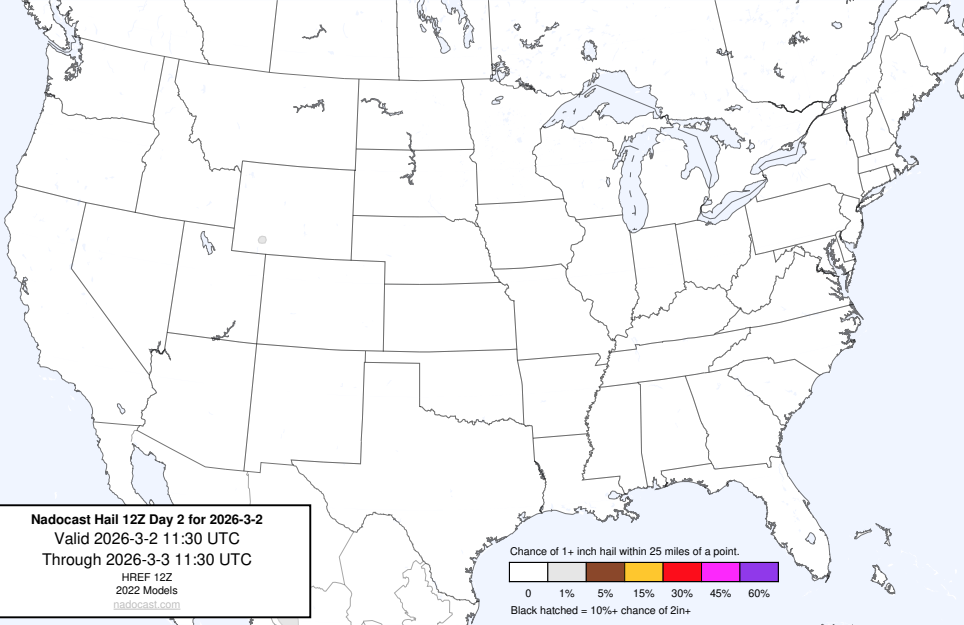 Nadocast Hail 12Z Day 2 for 2026-3-2
Valid 2026-3-2 11:30 UTC
Through 2026-3-3 11:30 UTC
HREF 12Z
2022 Models
nadocast.com
Chance of 1+ inch hail within 25 miles of a point.
0 1% 5% 15% 30% 45% 60%
Black hatched = 10%+ chance of 2in+